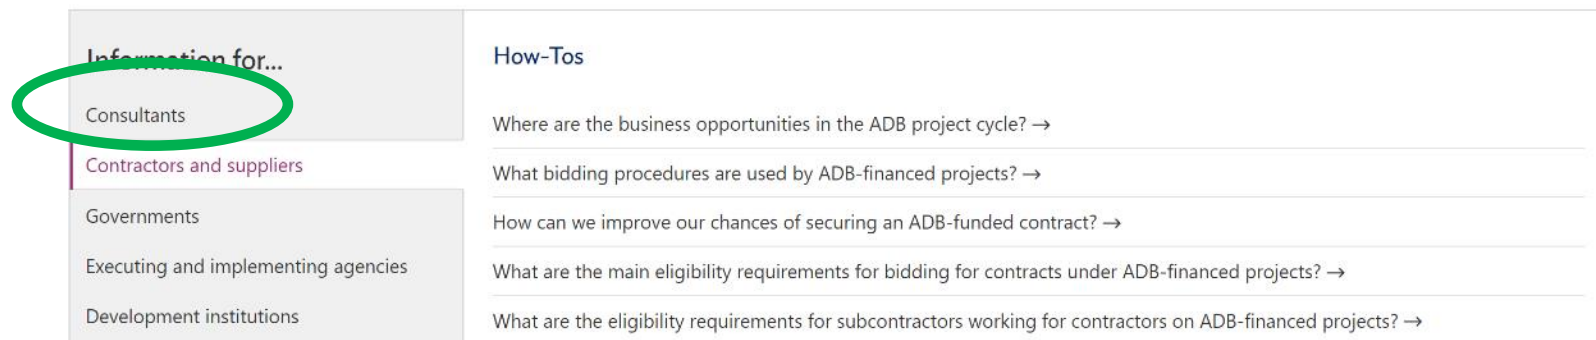 Information for...
Consultants
Contractors and suppliers
Governments
Executing and implementing agencies
Development institutions
How-Tos
Where are the business opportunities in the ADB project cycle? →
What bidding procedures are used by ADB-financed projects? →
How can we improve our chances of securing an ADB-funded contract? →
What are the main eligibility requirements for bidding for contracts under ADB-financed projects? →
What are the eligibility requirements for subcontractors working for contractors on ADB-financed projects? →